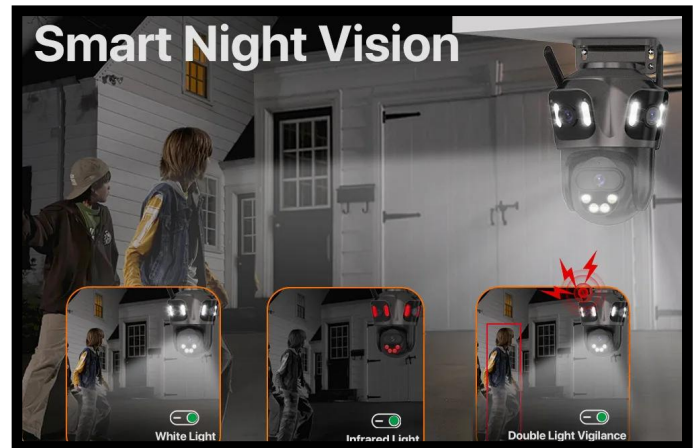 Smart Night Vision
White Light
Infrared Light
Double Light Vigilance